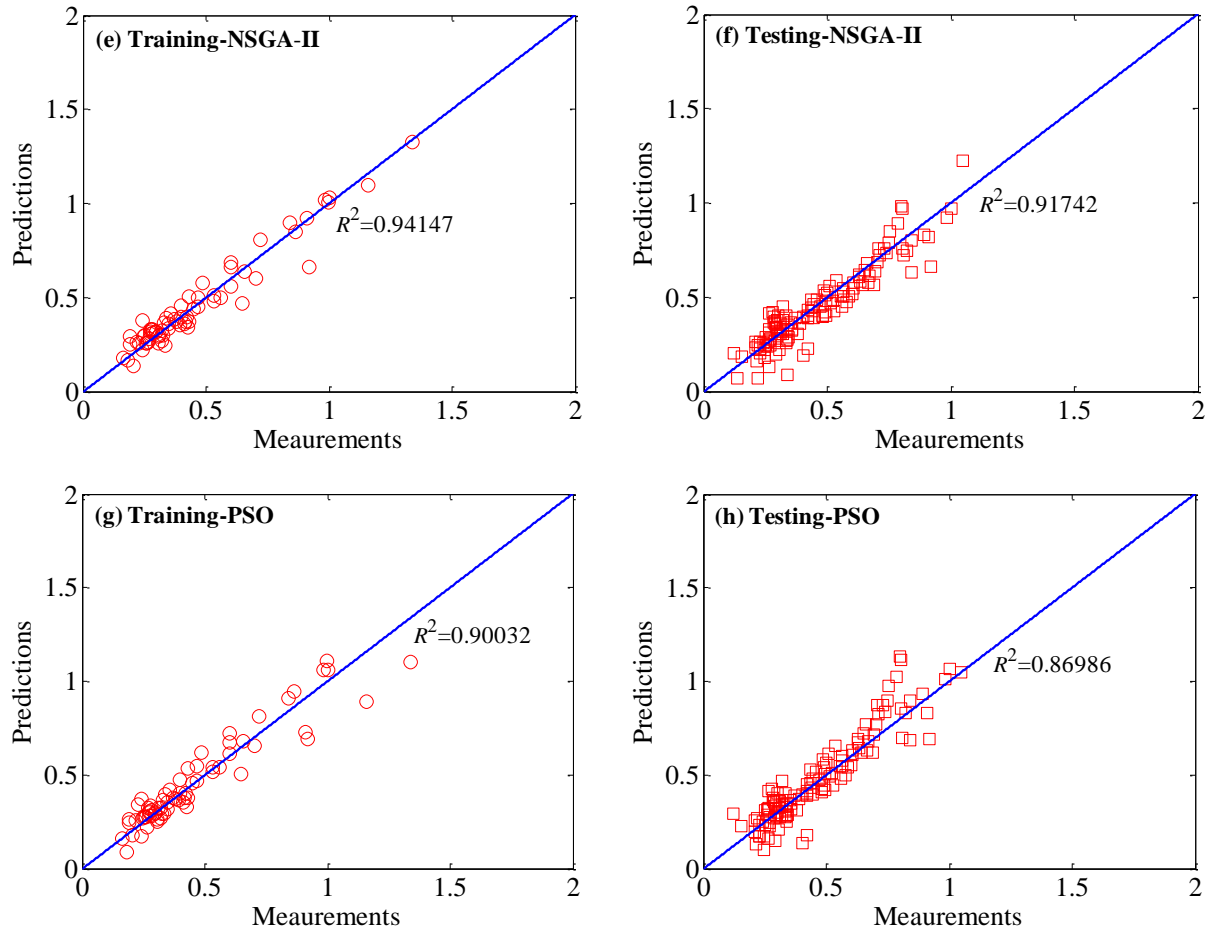 (e) Training-NSGA-II
2
1.5
1
0.5
0
Predictions
R²=0.94147
0 0.5 1 1.5 2
Meaurements
(f) Testing-NSGA-II
2
1.5
1
0.5
0
Predictions
R²=0.91742
0 0.5 1 1.5 2
Meaurements
(g) Training-PSO
2
1.5
1
0.5
0
Predictions
R²=0.90032
0 0.5 1 1.5 2
Meaurements
(h) Testing-PSO
2
1.5
1
0.5
0
Predictions
R²=0.86986
0 0.5 1 1.5 2
Meaurements